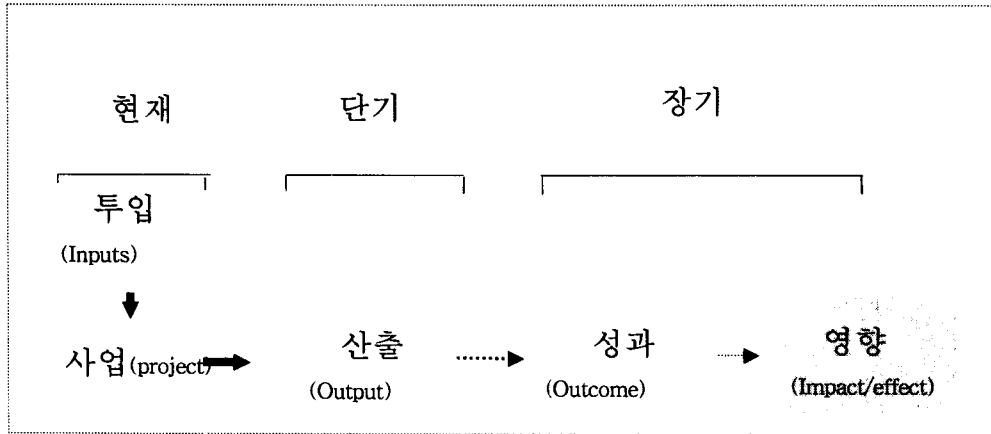 현재 단기 장기
투입
(Inputs)
사업(project) 산출 성과 영향
(Output) (Outcome) (Impact/effect)